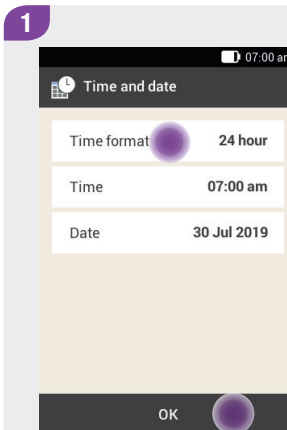 1
07:00 am
Time and date
Time format 24 hour
Time 07:00 am
Date 30 Jul 2019
OK